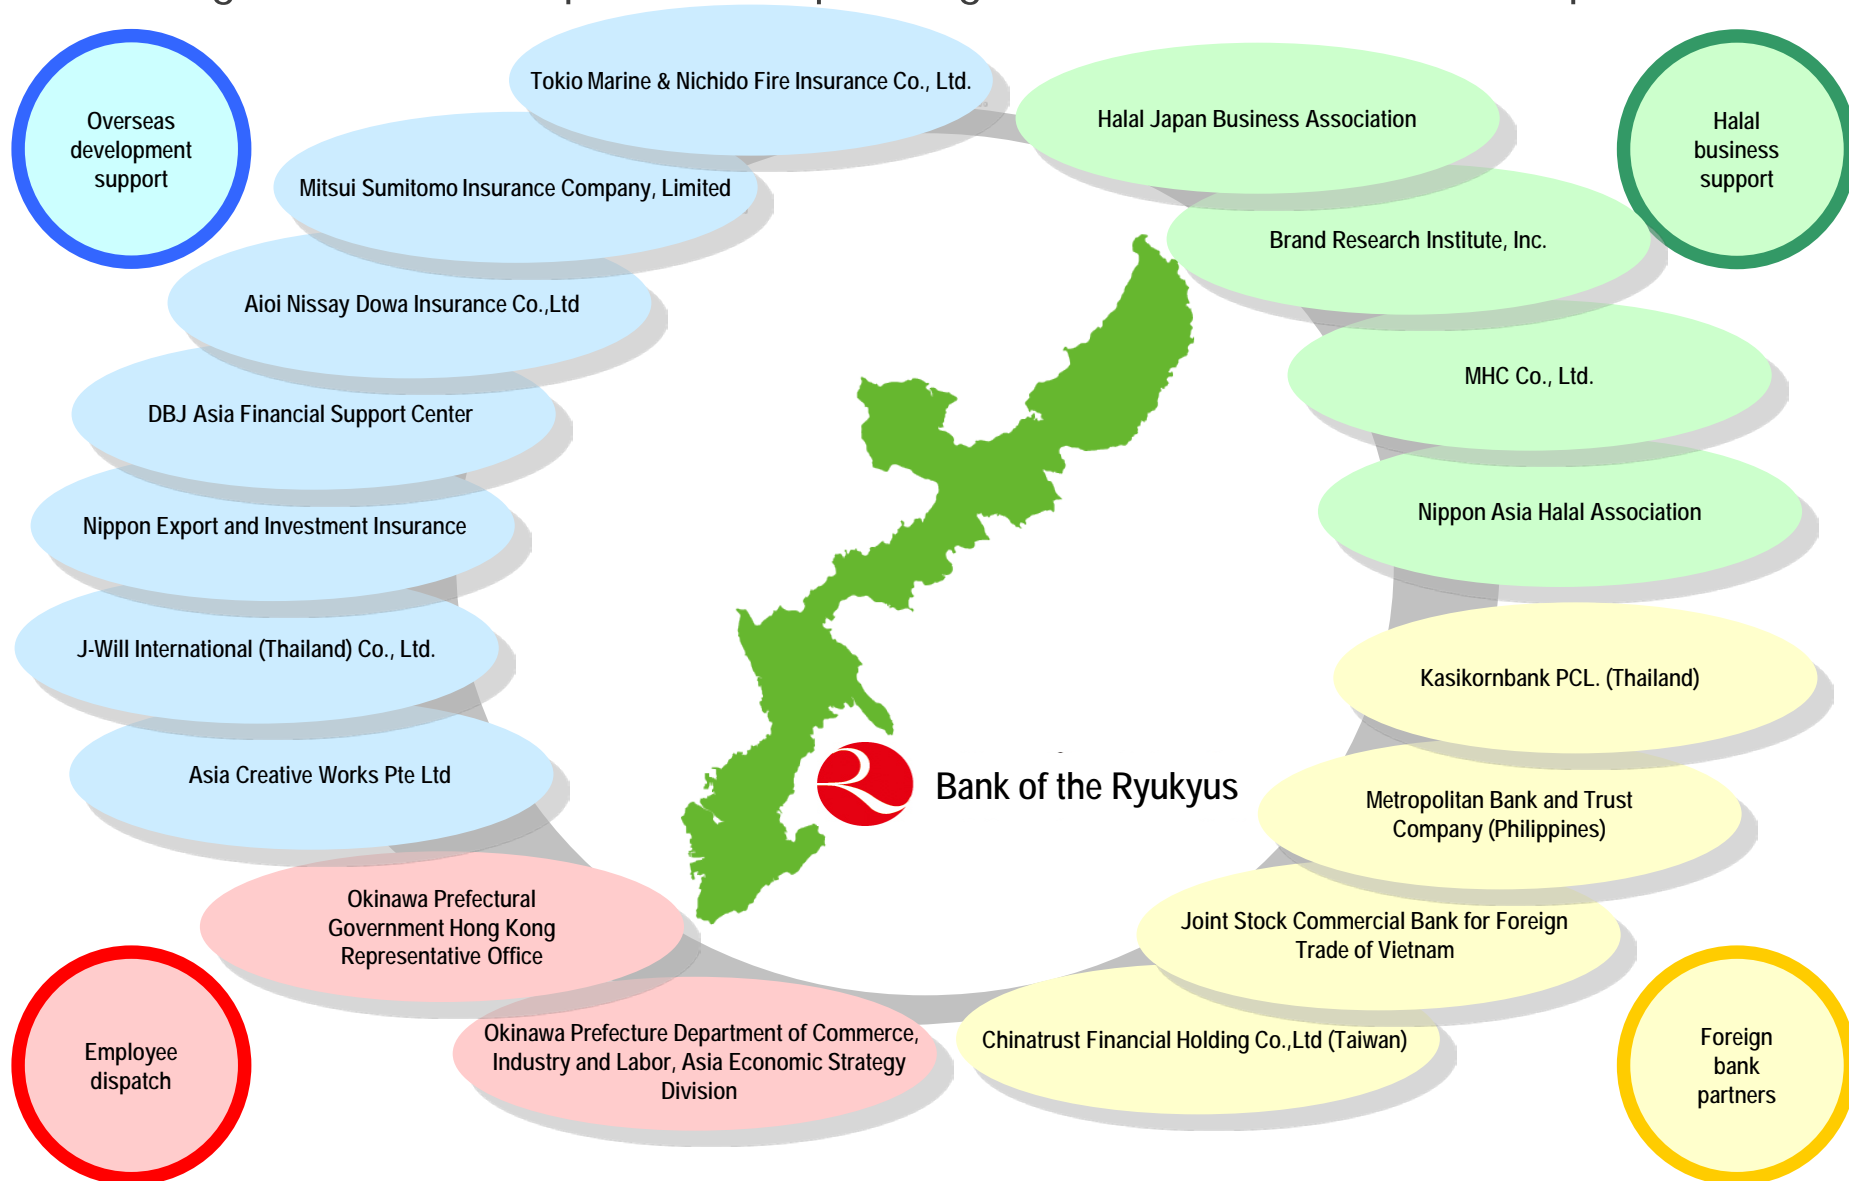 Overseas
development
support
Tokio Marine & Nichido Fire Insurance Co., Ltd.
Mitsui Sumitomo Insurance Company, Limited
Aioi Nissay Dowa Insurance Co.,Ltd
DBJ Asia Financial Support Center
Nippon Export and Investment Insurance
J-Will International (Thailand) Co., Ltd.
Asia Creative Works Pte Ltd
Halal
business
support
Halal Japan Business Association
Brand Research Institute, Inc.
MHC Co., Ltd.
Nippon Asia Halal Association
Bank of the Ryukyus
Employee
dispatch
Okinawa Prefectural
Government Hong Kong
Representative Office
Okinawa Prefecture Department of Commerce,
Industry and Labor, Asia Economic Strategy
Division
Kasikornbank PCL. (Thailand)
Metropolitan Bank and Trust
Company (Philippines)
Joint Stock Commercial Bank for Foreign
Trade of Vietnam
Chinatrust Financial Holding Co.,Ltd (Taiwan)
Foreign
bank
partners